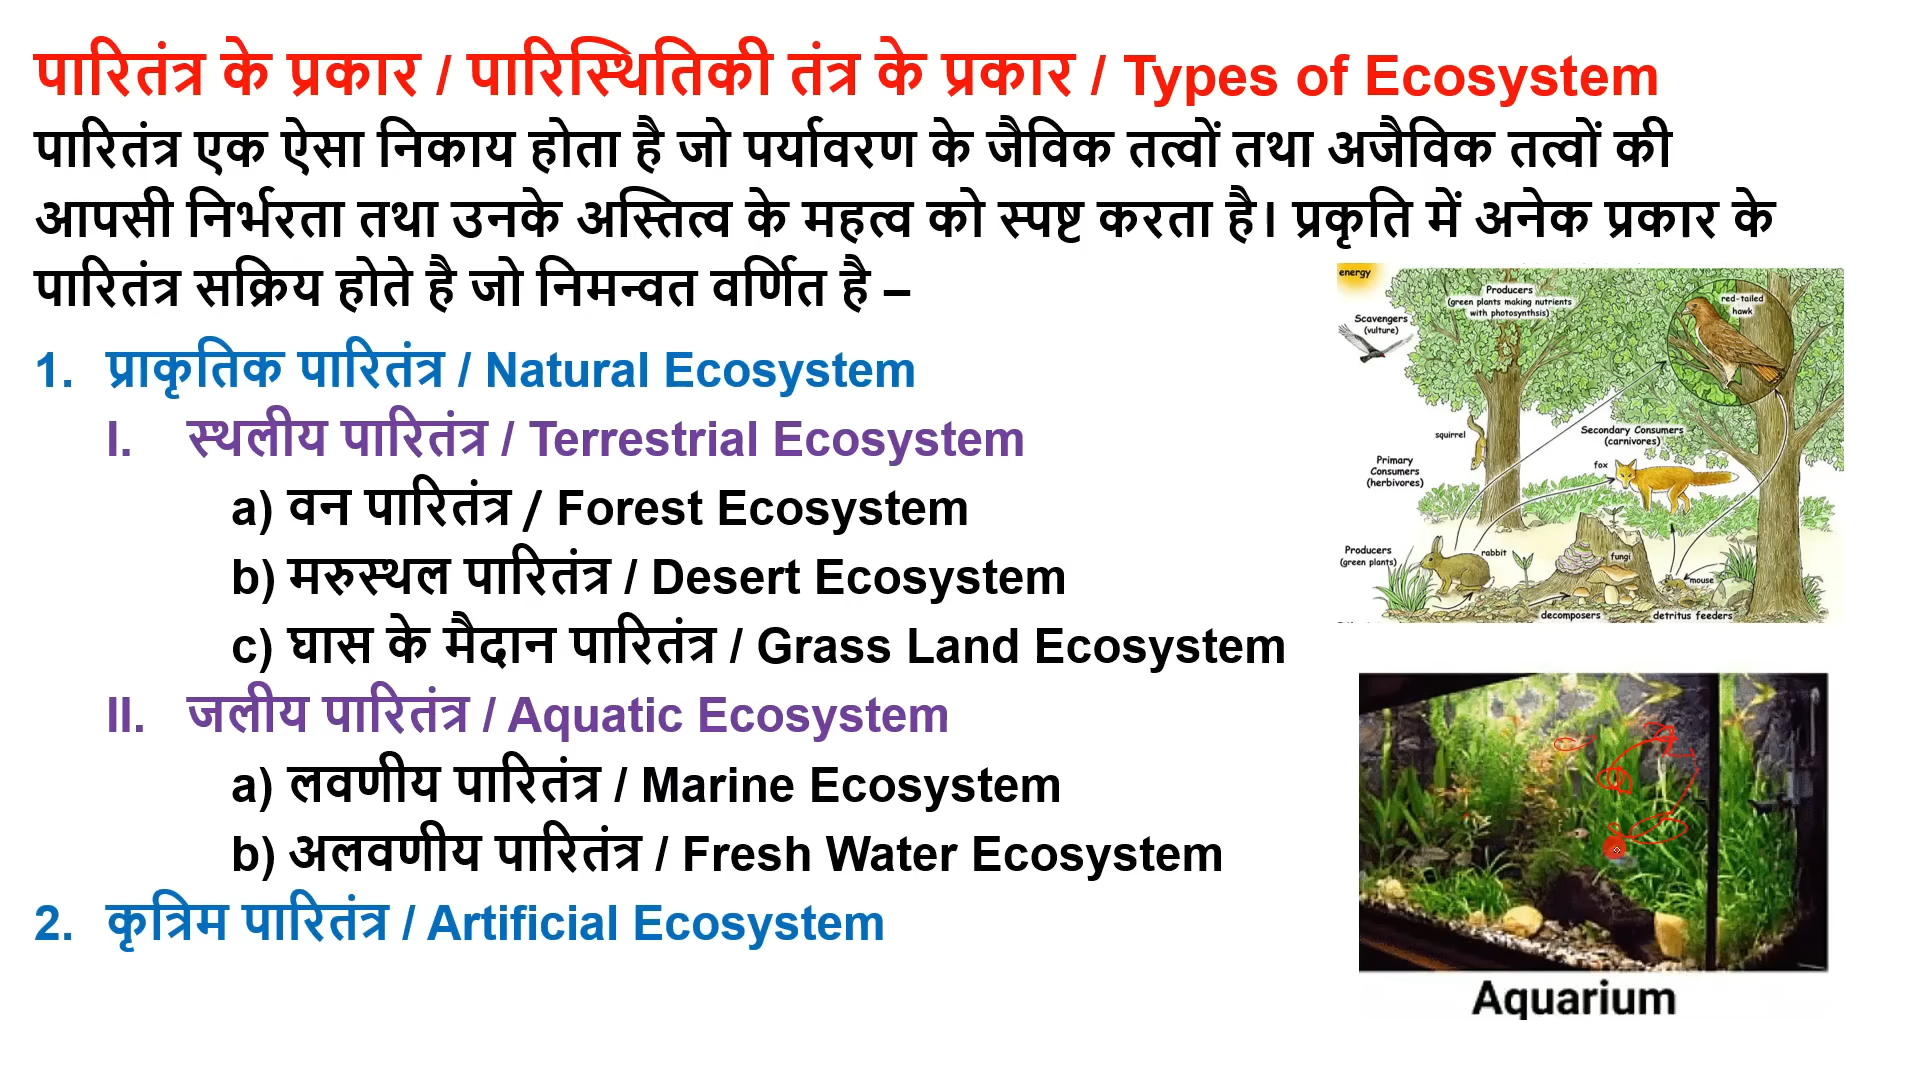 पारितंत्र के प्रकार / पारिस्थितिकी तंत्र के प्रकार / Types of Ecosystem
पारितंत्र एक ऐसा निकाय होता है जो पर्यावरण के जैविक तत्वों तथा अजैविक तत्वों की
आपसी निर्भरता तथा उनके अस्तित्व के महत्व को स्पष्ट करता है। प्रकृति में अनेक प्रकार के
पारितंत्र सक्रिय होते है जो निमन्वत वर्णित है –
1. प्राकृतिक पारितंत्र / Natural Ecosystem
I. स्थलीय पारितंत्र / Terrestrial Ecosystem
a) वन पारितंत्र / Forest Ecosystem
b) मरुस्थल पारितंत्र / Desert Ecosystem
c) घास के मैदान पारितंत्र / Grass Land Ecosystem
II. जलीय पारितंत्र / Aquatic Ecosystem
a) लवणीय पारितंत्र / Marine Ecosystem
b) अलवणीय पारितंत्र / Fresh Water Ecosystem
2. कृत्रिम पारितंत्र / Artificial Ecosystem
energy
Producers
(green plants making nutrients
with photosynthsis)
red-tailed
hawk
Scavengers
(vulture)
squirrel
Secondary Consumers
(carnivores)
Primary
Consumers
(herbivores)
fox
Producers
(green plants)
rabbit
fungi
mouse
decomposers
detritus feeders
Aquarium